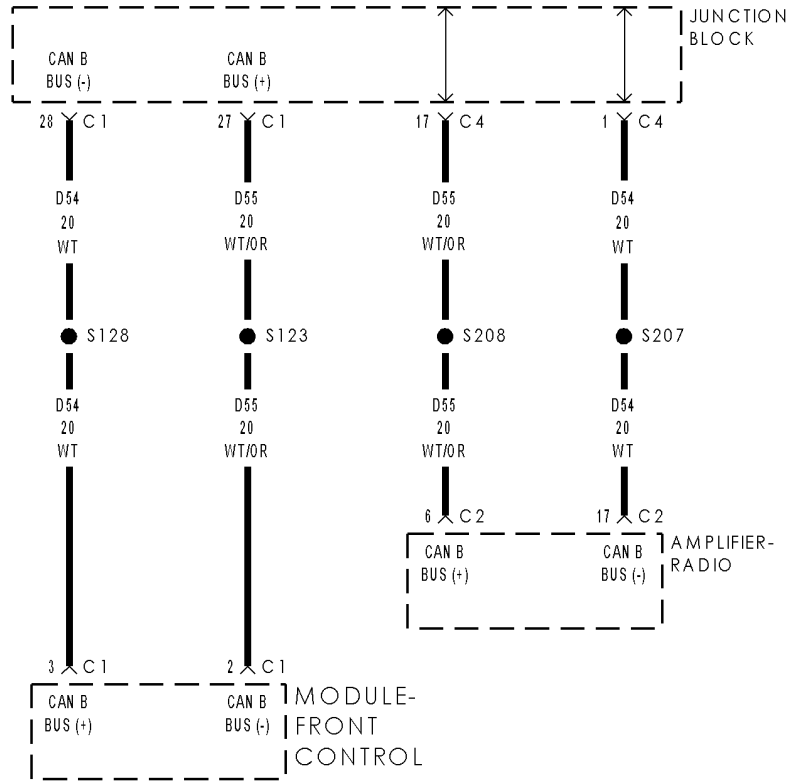 JUNCTION
BLOCK
CAN B
BUS (-)
CAN B
BUS (+)
28 C1
27 C1
17 C4
1 C4
D54
20
WT
D55
20
WT/OR
D55
20
WT/OR
D54
20
WT
S128
S123
S208
S207
D54
20
WT
D55
20
WT/OR
D55
20
WT/OR
D54
20
WT
6 C2
17 C2
CAN B
BUS (+)
CAN B
BUS (-)
AMPLIFIER-
RADIO
3 C1
2 C1
CAN B
BUS (+)
CAN B
BUS (-)
MODULE-
FRONT
CONTROL